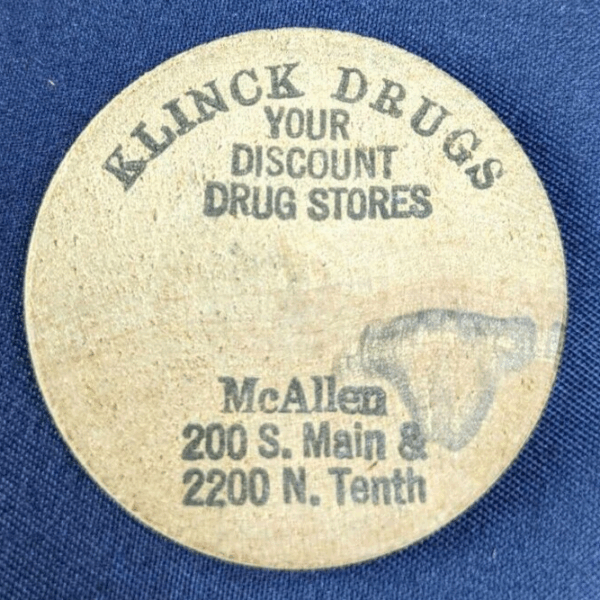 KLINCK DRUGS
YOUR
DISCOUNT
DRUG STORES
McAllen
200 S. Main &
2200 N. Tenth